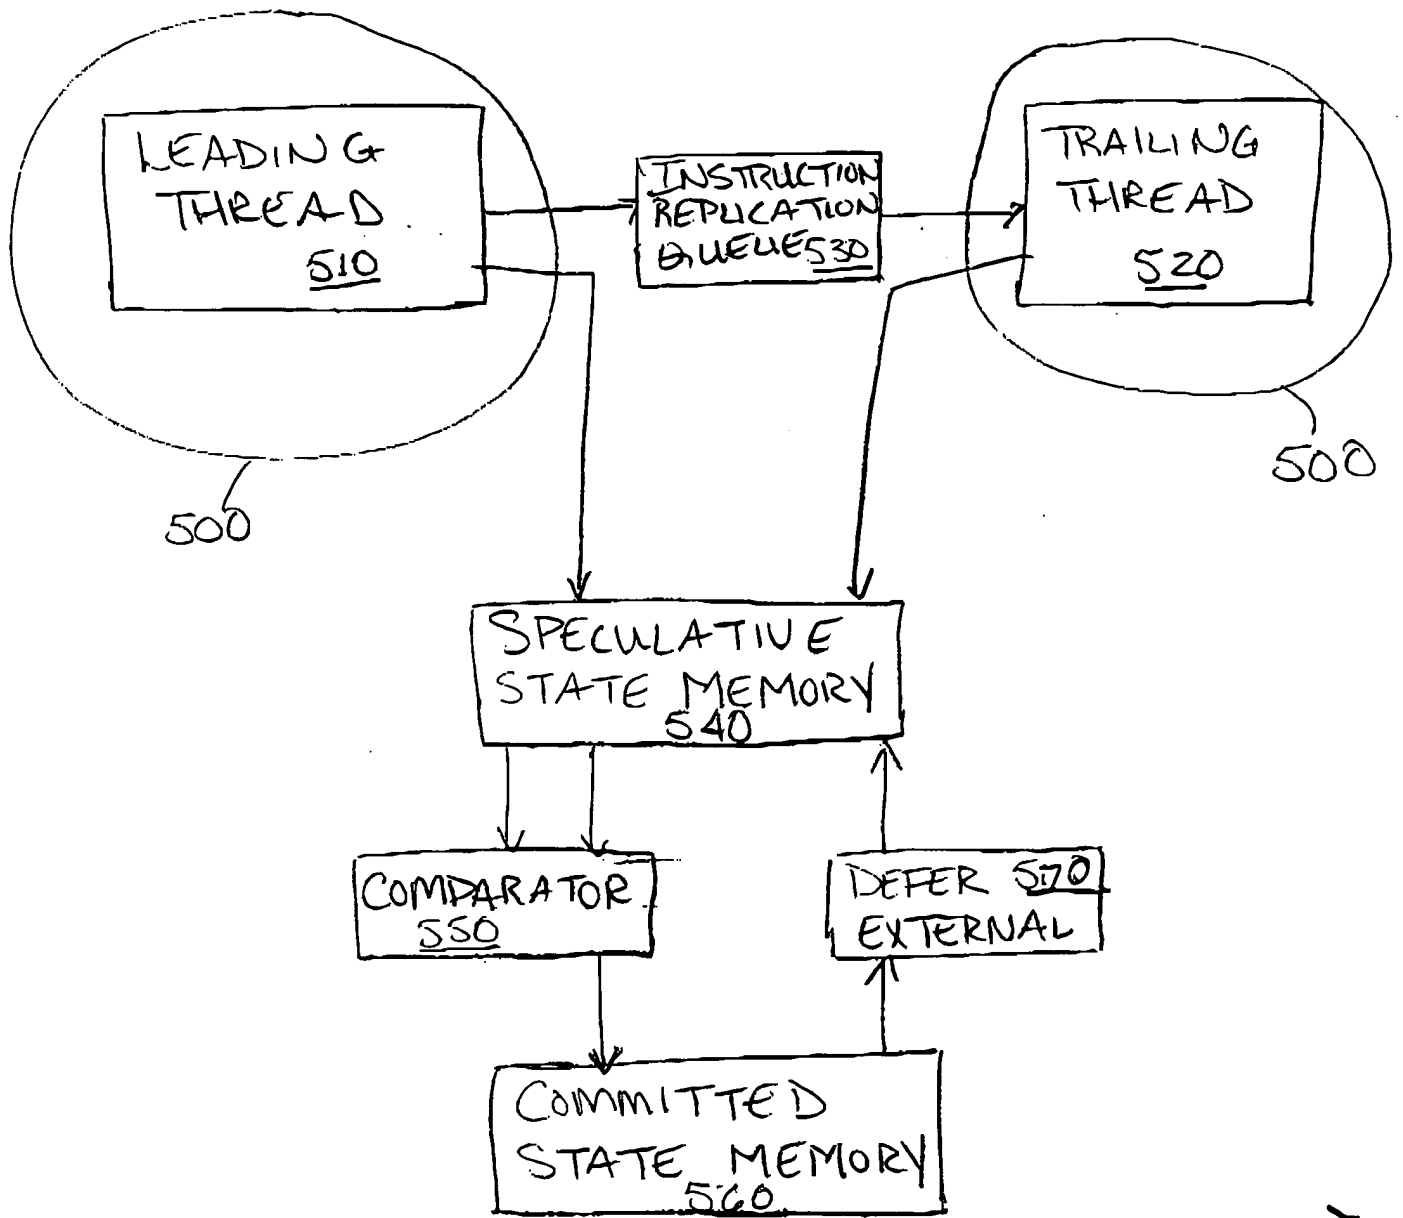 LEADING
THREAD
510
INSTRUCTION
REPLICATION
QUEUE 530
TRAILING
THREAD
520
500
500
SPECULATIVE
STATE MEMORY
540
COMPARATOR
550
DEFER 570
EXTERNAL
COMMITTED
STATE MEMORY
560